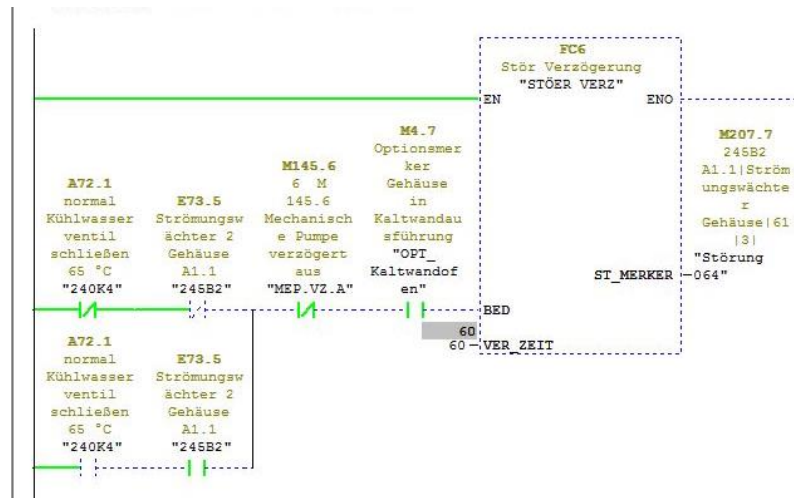 FC6
Stör Verzögerung
"STÖER VERZ"
EN
ENO
M4.7
Optionsmer
ker
Gehäuse
in
Kaltwandau
sführung
"OPT_
Kaltwandof
en"
M145.6
6 M
145.6
Mechanisch
e Pumpe
verzögert
aus
"MEP.VZ.A"
A72.1
normal
Kühlwasser
ventil
schließen
65 °C
"240K4"
E73.5
Strömungsw
ächter 2
Gehäuse
A1.1
"245B2"
M207.7
245B2
A1.1|Ström
ungswächte
r
Gehäuse|61
|3|
"Störung
064"
ST_MERKER
BED
60
60
VER_ZEIT
A72.1
normal
Kühlwasser
ventil
schließen
65 °C
"240K4"
E73.5
Strömungsw
ächter 2
Gehäuse
A1.1
"245B2"